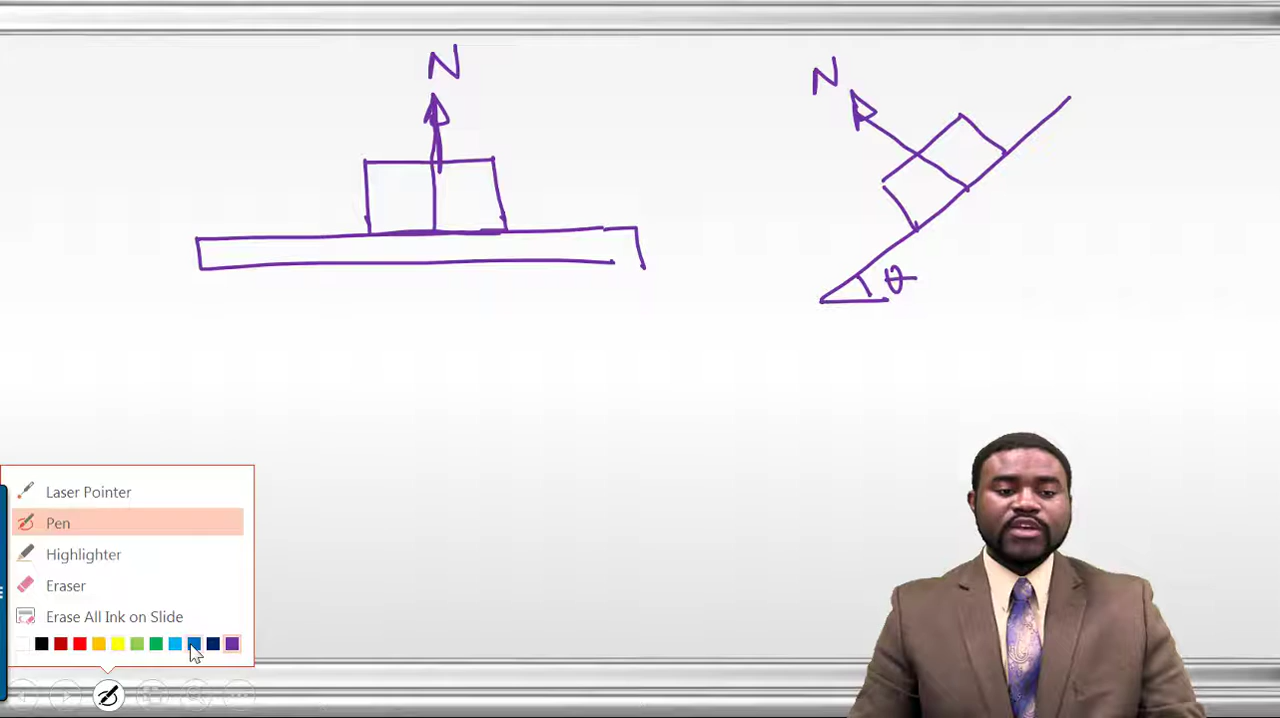 N
N
θ
Laser Pointer
Pen
Highlighter
Eraser
Erase All Ink on Slide